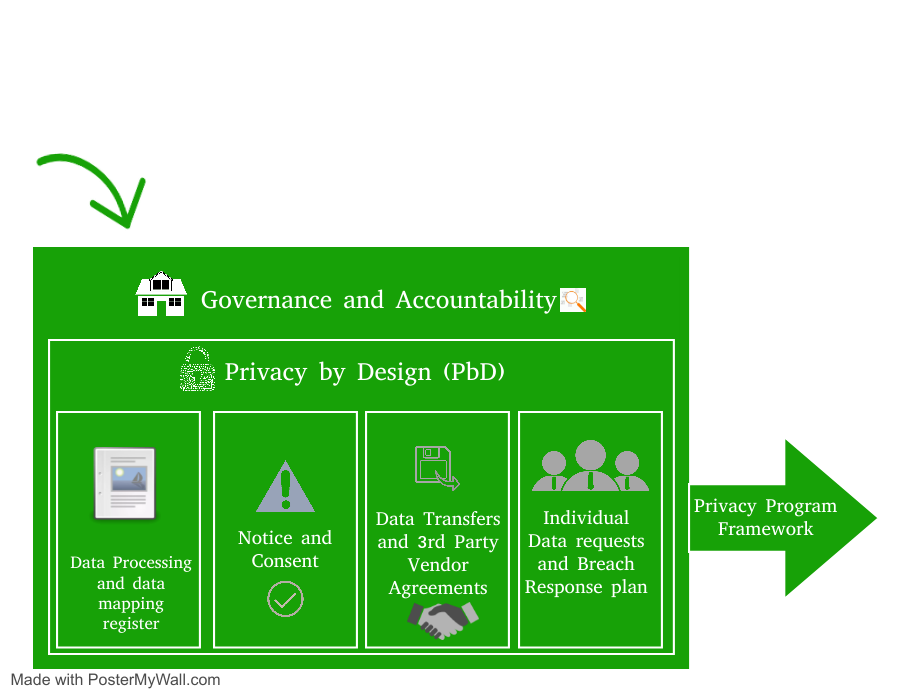 Governance and Accountability
Privacy by Design (PbD)
Data Processing
and data
mapping
register
Notice and
Consent
Data Transfers
and 3rd Party
Vendor
Agreements
Individual
Data requests
and Breach
Response plan
Privacy Program
Framework
Made with PosterMyWall.com